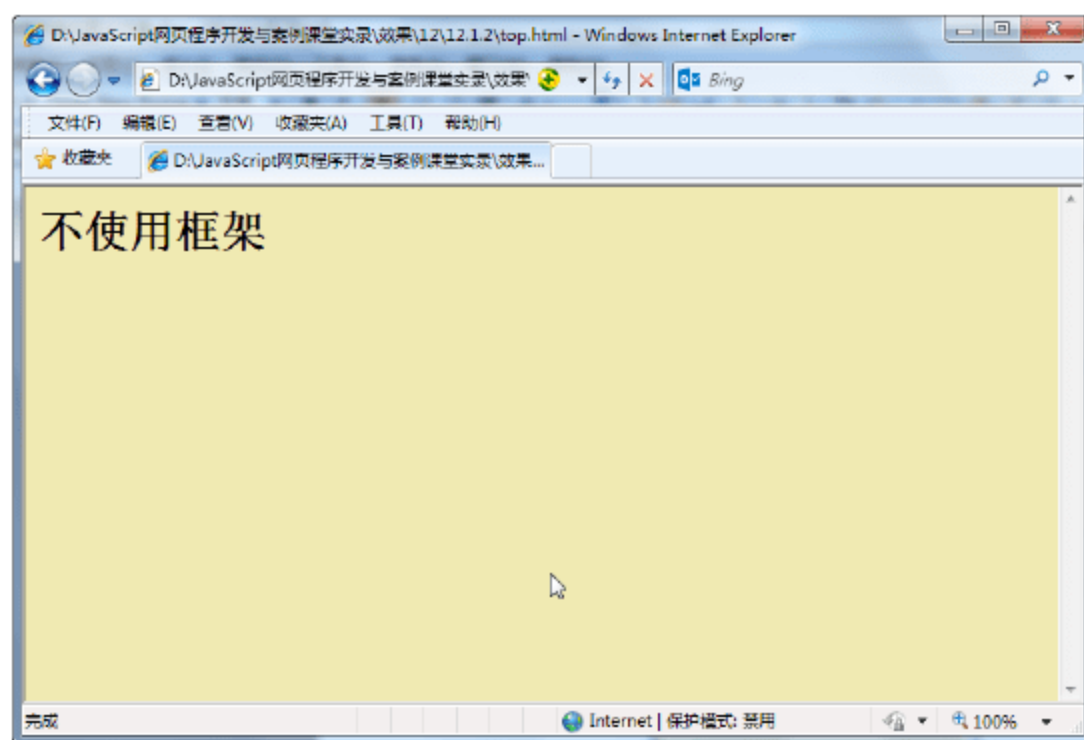 D:\JavaScript网页程序开发与案例课堂实录\效果\12\12.1.2\top.html - Windows Internet Explorer
D:\JavaScript网页程序开发与案例课堂实录\效果\ Bing
文件(F) 编辑(E) 查看(V) 收藏夹(A) 工具(T) 帮助(H)
收藏夹 D:\JavaScript网页程序开发与案例课堂实录\效果...
不使用框架
完成 Internet | 保护模式: 禁用 100%